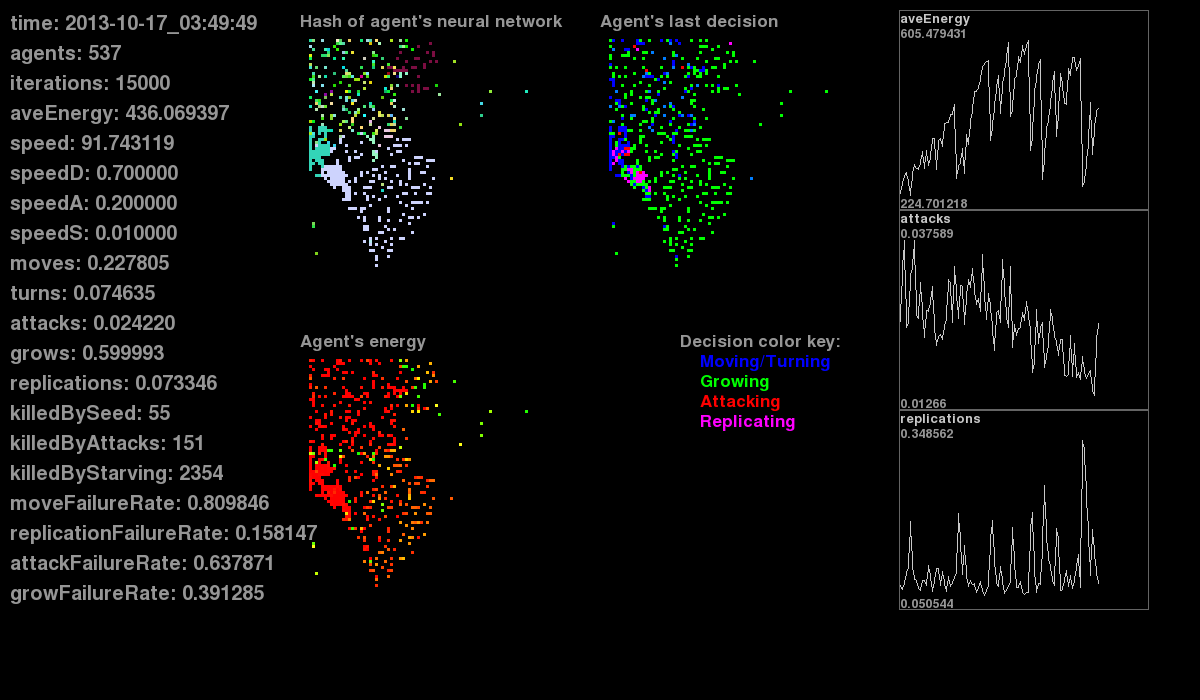 time: 2013-10-17_03:49:49
agents: 537
iterations: 15000
aveEnergy: 436.069397
speed: 91.743119
speedD: 0.700000
speedA: 0.200000
speedS: 0.010000
moves: 0.227805
turns: 0.074635
attacks: 0.024220
grows: 0.599993
replications: 0.073346
killedBySeed: 55
killedByAttacks: 151
killedByStarving: 2354
moveFailureRate: 0.809846
replicationFailureRate: 0.158147
attackFailureRate: 0.637871
growFailureRate: 0.391285
Hash of agent's neural network
Agent's last decision
Agent's energy
Decision color key:
Moving/Turning
Growing
Attacking
Replicating
aveEnergy
605.479431
224.701218
attacks
0.037589
0.01266
replications
0.348562
0.050544